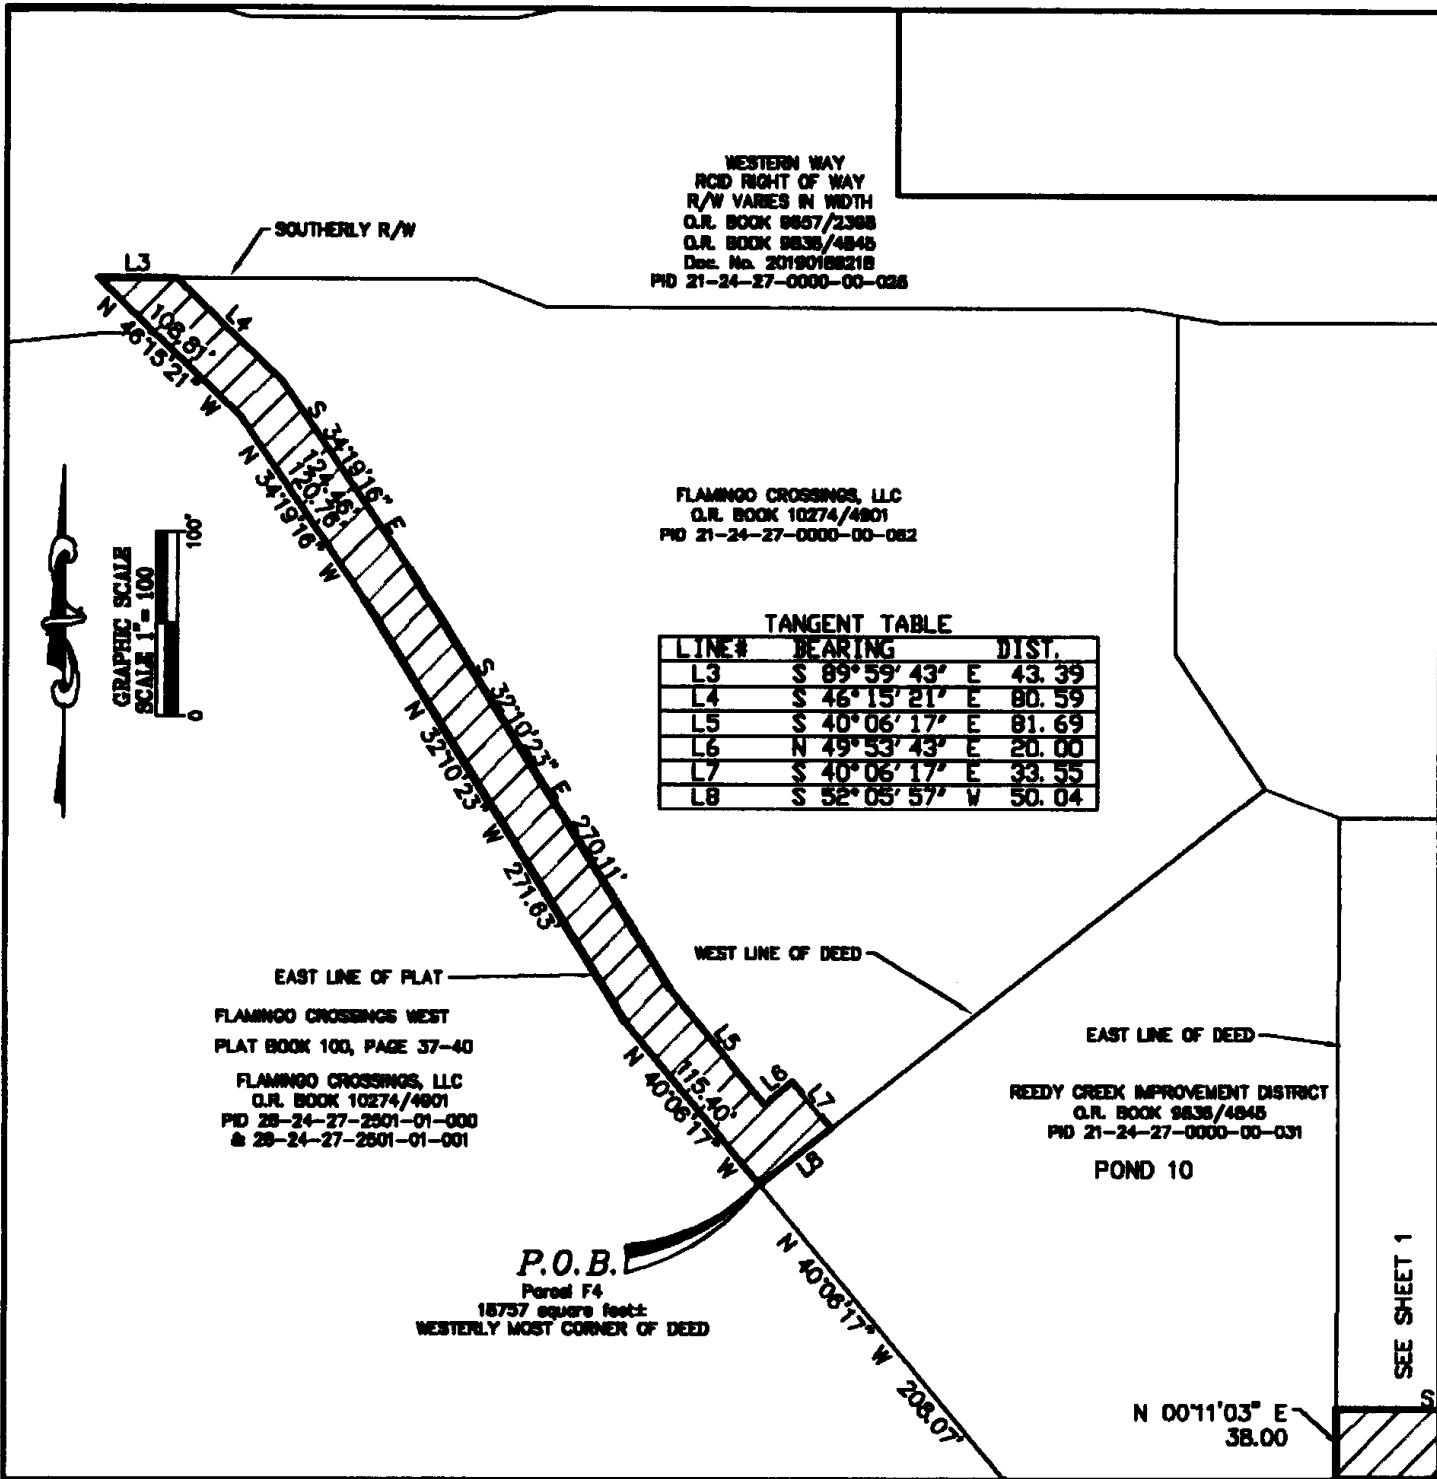 WESTERN WAY
RCID RIGHT OF WAY
R/W VARIES IN WIDTH
O.R. BOOK 9657/2368
O.R. BOOK 9836/4845
Doc. No.
PID 21-24-27-0000-00-026
SOUTHERLY R/W
L3
L4
N 46°15'21" W
108.81'
S 34°19'16" E
124.46'
120.76'
N 34°19'16" W
FLAMINGO CROSSINGS, LLC
O.R. BOOK 10274/4901
PID 21-24-27-0000-00-052
GRAPHIC SCALE
SCALE 1" = 100
0
100'
TANGENT TABLE
LINE# BEARING DIST.
L3 S 89°59'43" E 43.39
L4 S 46°15'21" E 80.59
L5 S 40°06'17" E 81.69
L6 N 49°53'43" E 20.00
L7 S 40°06'17" E 33.55
L8 S 52°05'57" W 50.04
S 32°10'23" E 270.11'
N 32°10'23" W 271.63'
EAST LINE OF PLAT
WEST LINE OF DEED
FLAMINGO CROSSINGS WEST
PLAT BOOK 100, PAGE 37-40
FLAMINGO CROSSINGS, LLC
O.R. BOOK 10274/4901
PID 28-24-27-2501-01-000
& 28-24-27-2501-01-001
L5
L6
L7
L8
115.40'
N 40°06'17" W
EAST LINE OF DEED
REEDY CREEK IMPROVEMENT DISTRICT
O.R. BOOK 9836/4845
PID 21-24-27-0000-00-031
POND 10
P.O.B.
Parcel F4
18757 square feet±
WESTERLY MOST CORNER OF DEED
N 40°06'17" W 208.07'
SEE SHEET 1
N 00°11'03" E
38.00
S